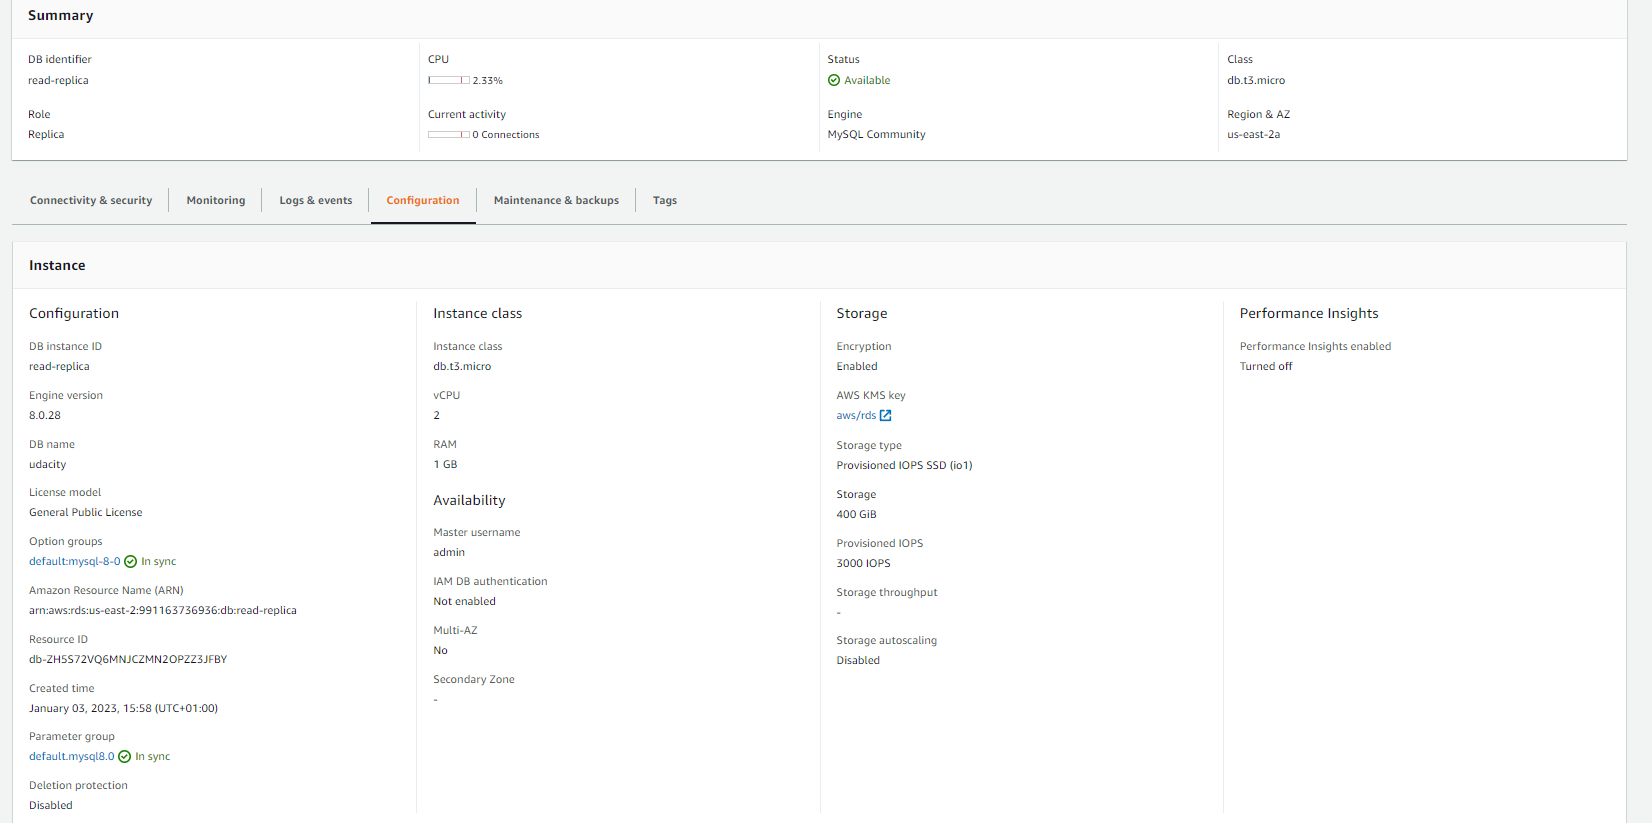 Summary
DB identifier
read-replica
CPU
2.33%
Status
Available
Class
db.t3.micro
Role
Replica
Current activity
0 Connections
Engine
MySQL Community
Region & AZ
us-east-2a
Connectivity & security
Monitoring
Logs & events
Configuration
Maintenance & backups
Tags
Instance
Configuration
DB instance ID
read-replica
Engine version
8.0.28
DB name
udacity
License model
General Public License
Option groups
default:mysql-8-0 In sync
Amazon Resource Name (ARN)
arn:aws:rds:us-east-2:991163736936:db:read-replica
Resource ID
db-ZH5S72VQ6MNJCZMN2OPZZ3JFBY
Created time
January 03, 2023, 15:58 (UTC+01:00)
Parameter group
default.mysql8.0 In sync
Deletion protection
Disabled
Instance class
Instance class
db.t3.micro
vCPU
2
RAM
1 GB
Availability
Master username
admin
IAM DB authentication
Not enabled
Multi-AZ
No
Secondary Zone
-
Storage
Encryption
Enabled
AWS KMS key
aws/rds
Storage type
Provisioned IOPS SSD (io1)
Storage
400 GiB
Provisioned IOPS
3000 IOPS
Storage throughput
-
Storage autoscaling
Disabled
Performance Insights
Performance Insights enabled
Turned off